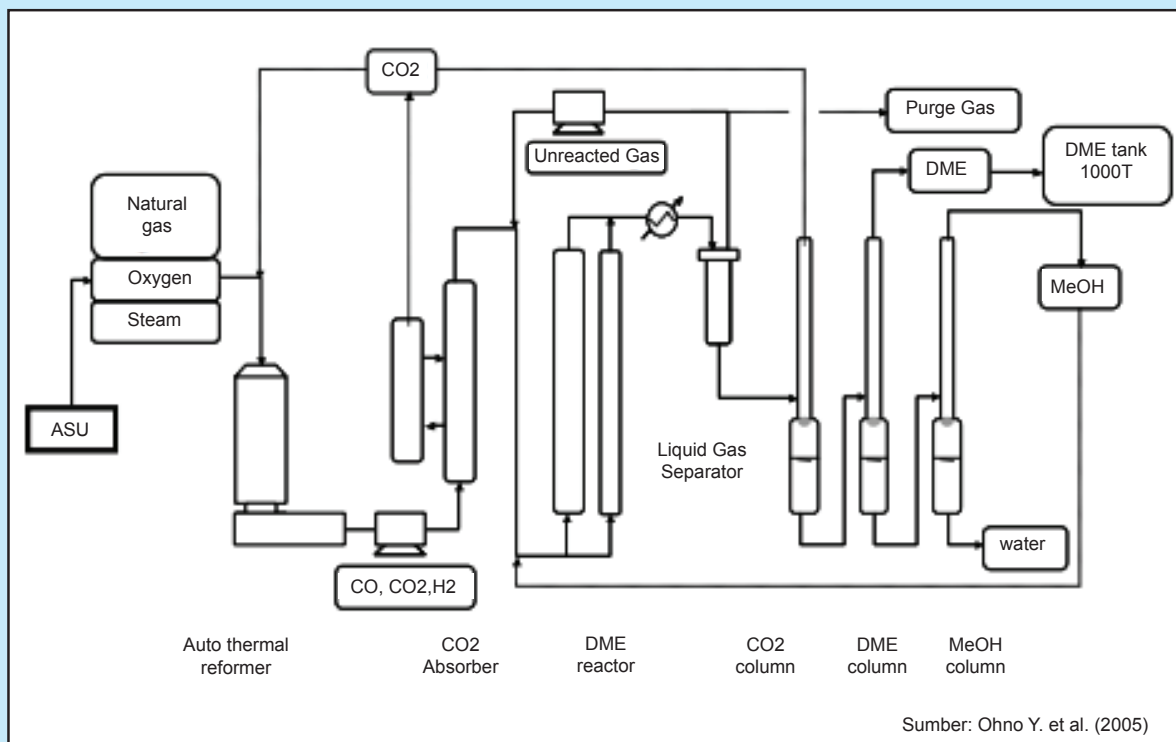 CO2
Purge Gas
Unreacted Gas
DME
DME tank
1000T
Natural
gas
Oxygen
Steam
MeOH
ASU
Liquid Gas
Separator
water
CO, CO2,H2
Auto thermal
reformer
CO2
Absorber
DME
reactor
CO2
column
DME
column
MeOH
column
Sumber: Ohno Y. et al. (2005)